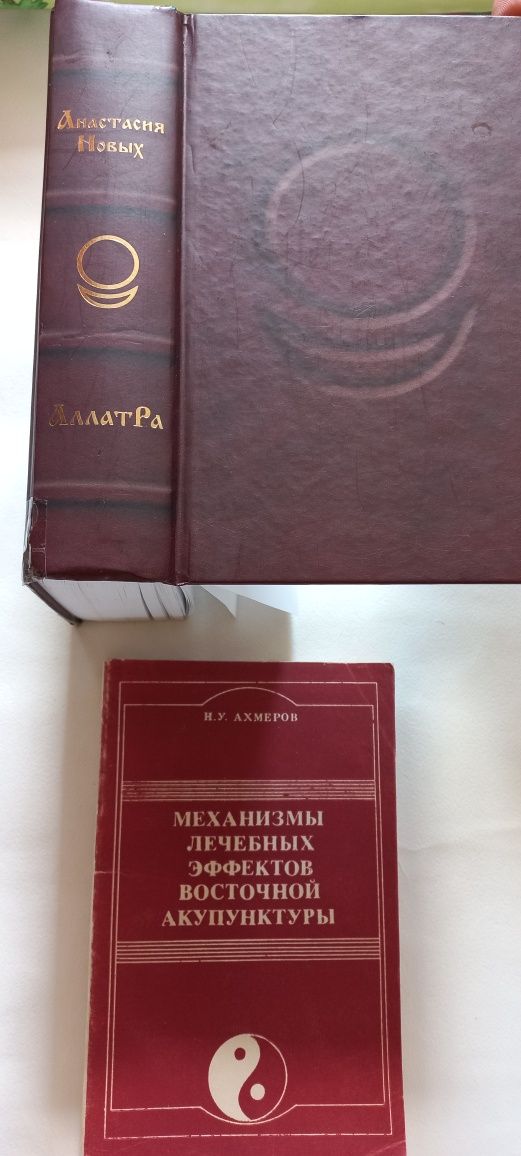 Анастасия
Новых
АллатРа
Н.У. АХМЕРОВ
МЕХАНИЗМЫ
ЛЕЧЕБНЫХ
ЭФФЕКТОВ
ВОСТОЧНОЙ
АКУПУНКТУРЫ